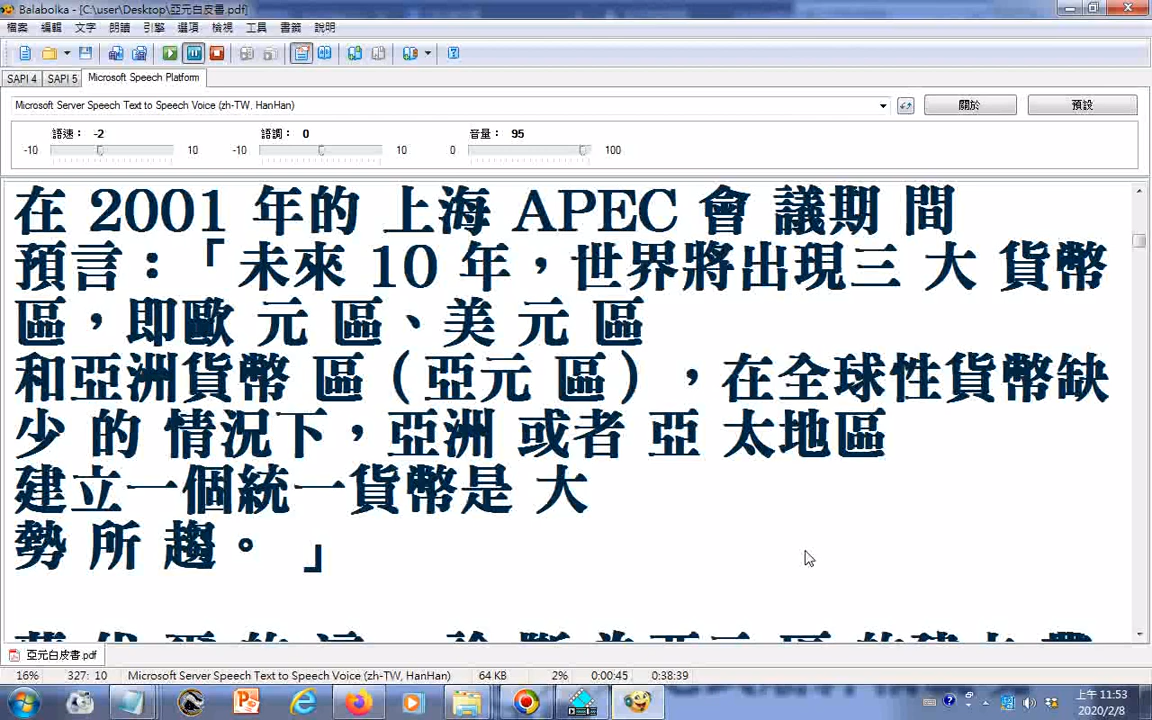 Balabolka - [C:\user\Desktop\亞元白皮書.pdf]
檔案 編輯 文字 朗讀 引擎 選項 檢視 工具 書籤 說明
SAPI 4 SAPI 5 Microsoft Speech Platform
Microsoft Server Speech Text to Speech Voice (zh-TW, HanHan) 關於 預設
語速： -2 語調： 0 音量： 95
-10 10 -10 10 0 100
在 2001 年的 上海 APEC 會 議期 間
預言：「未來 10 年，世界將出現三 大 貨幣
區，即歐 元 區、美 元 區
和亞洲貨幣 區（亞元 區），在全球性貨幣缺
少 的 情況下，亞洲 或者 亞 太地區
建立一個統一貨幣是 大
勢 所 趨。 」
亞元白皮書.pdf
16% 327: 10 Microsoft Server Speech Text to Speech Voice (zh-TW, HanHan) 64 KB 2% 0:00:45 0:38:39
上午 11:53
2020/2/8